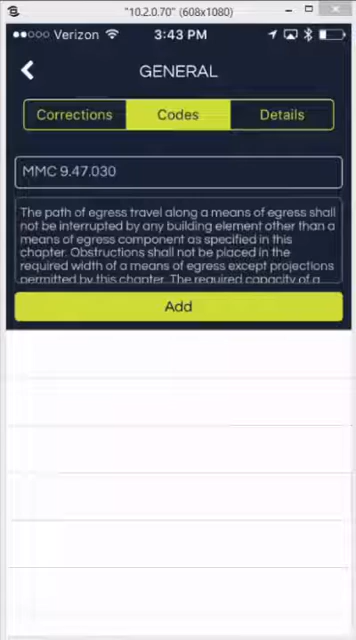 "10.2.0.70" (608x1080)
Verizon 3:43 PM
GENERAL
Corrections Codes Details
MMC 9.47.030
The path of egress travel along a means of egress shall
not be interrupted by any building element other than a
means of egress component as specified in this
chapter. Obstructions shall not be placed in the
required width of a means of egress except projections
permitted by this chapter. The required capacity of a
Add